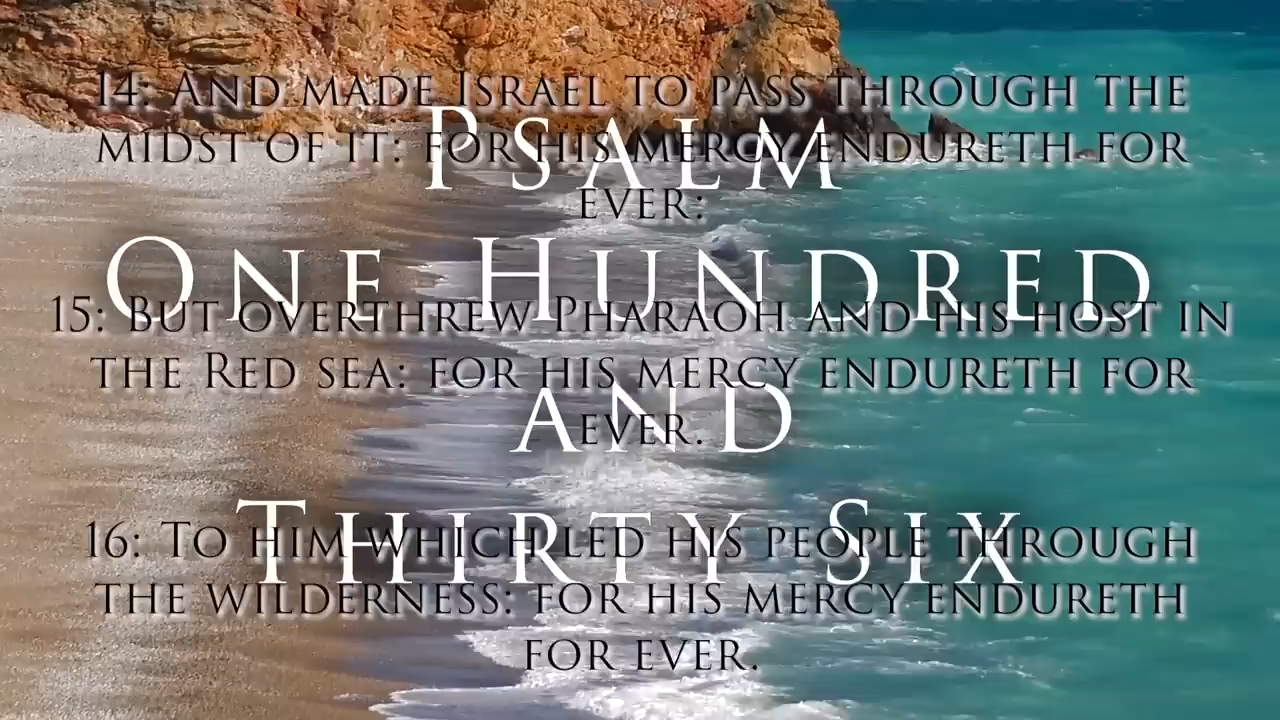 14: And made Israel to pass through the
midst of it: for his mercy endureth for
ever:
15: But overthrew Pharaoh and his host in
the Red sea: for his mercy endureth for
ever.
16: To him which led his people through
the wilderness: for his mercy endureth
for ever.
Psalm
One Hundred
and
Thirty Six